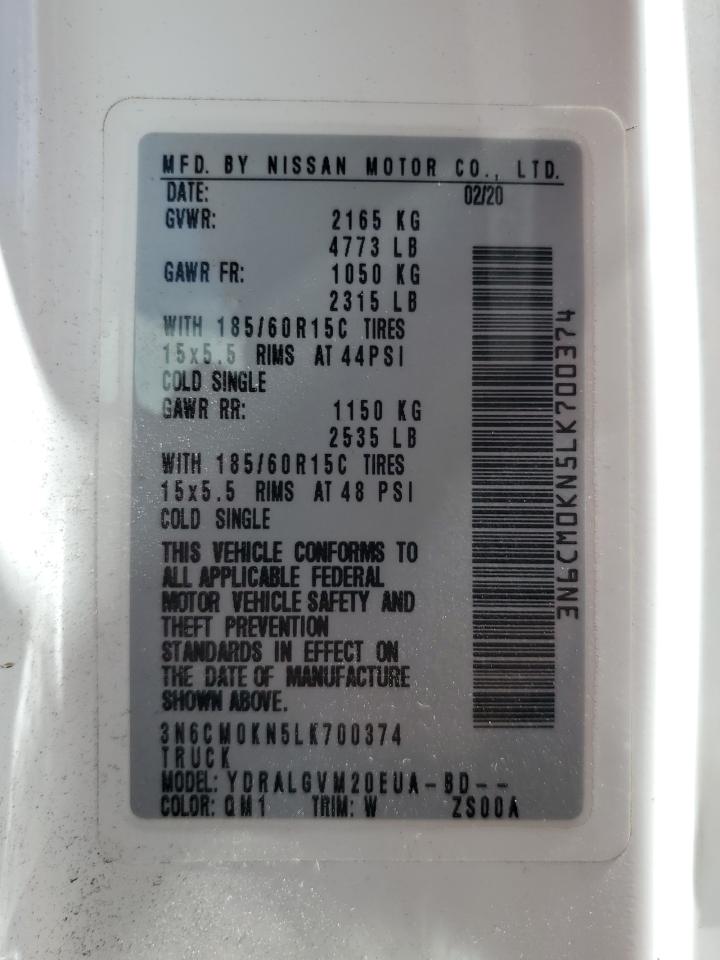 MFD. BY NISSAN MOTOR CO., LTD.
DATE: 02/20
GVWR: 2165 KG
4773 LB
GAWR FR: 1050 KG
2315 LB
WITH 185/60R15C TIRES
15x5.5 RIMS AT 44PSI
COLD SINGLE
GAWR RR: 1150 KG
2535 LB
WITH 185/60R15C TIRES
15x5.5 RIMS AT 48 PSI
COLD SINGLE
THIS VEHICLE CONFORMS TO
ALL APPLICABLE FEDERAL
MOTOR VEHICLE SAFETY AND
THEFT PREVENTION
STANDARDS IN EFFECT ON
THE DATE OF MANUFACTURE
SHOWN ABOVE.
3N6CM0KN5LK700374
TRUCK
MODEL: YDRALGVM20EUA-BD--
COLOR: QM1 TRIM: W ZS00A
3N6CM0KN5LK700374